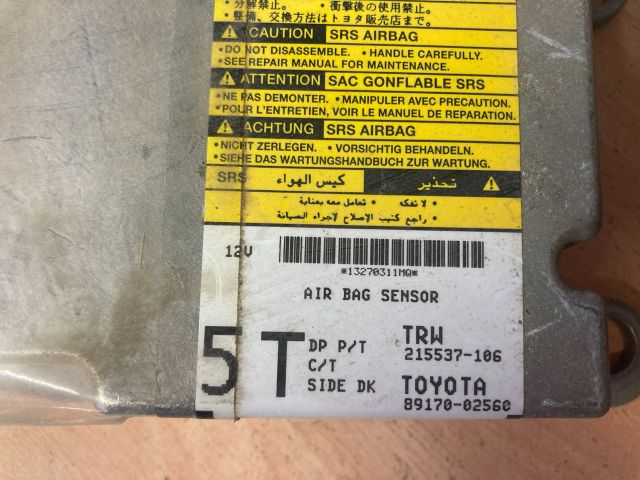 ・分解禁止。 ・衝撃後の使用禁止。
・整備、交換方法はトヨタ販売店まで。
CAUTION SRS AIRBAG
•DO NOT DISASSEMBLE. •HANDLE CAREFULLY.
•SEE REPAIR MANUAL FOR MAINTENANCE.
ATTENTION SAC GONFLABLE SRS
•NE PAS DEMONTER. •MANIPULER AVEC PRECAUTION.
•POUR L'ENTRETIEN, VOIR LE MANUEL DE REPARATION.
ACHTUNG SRS AIRBAG
•NICHT ZERLEGEN. •VORSICHTIG BEHANDELN.
•SIEHE DAS WARTUNGSHANDBUCH ZUR WARTUNG.
تحذير كيس الهواء SRS
• لا تفكه • تعامل معه بعناية
• راجع كتيب الإصلاح لاجراء الصيانة
12V
*13270311MQ*
AIR BAG SENSOR
5T DP P/T TRW
C/T 215537-106
SIDE DK TOYOTA
89170-02560